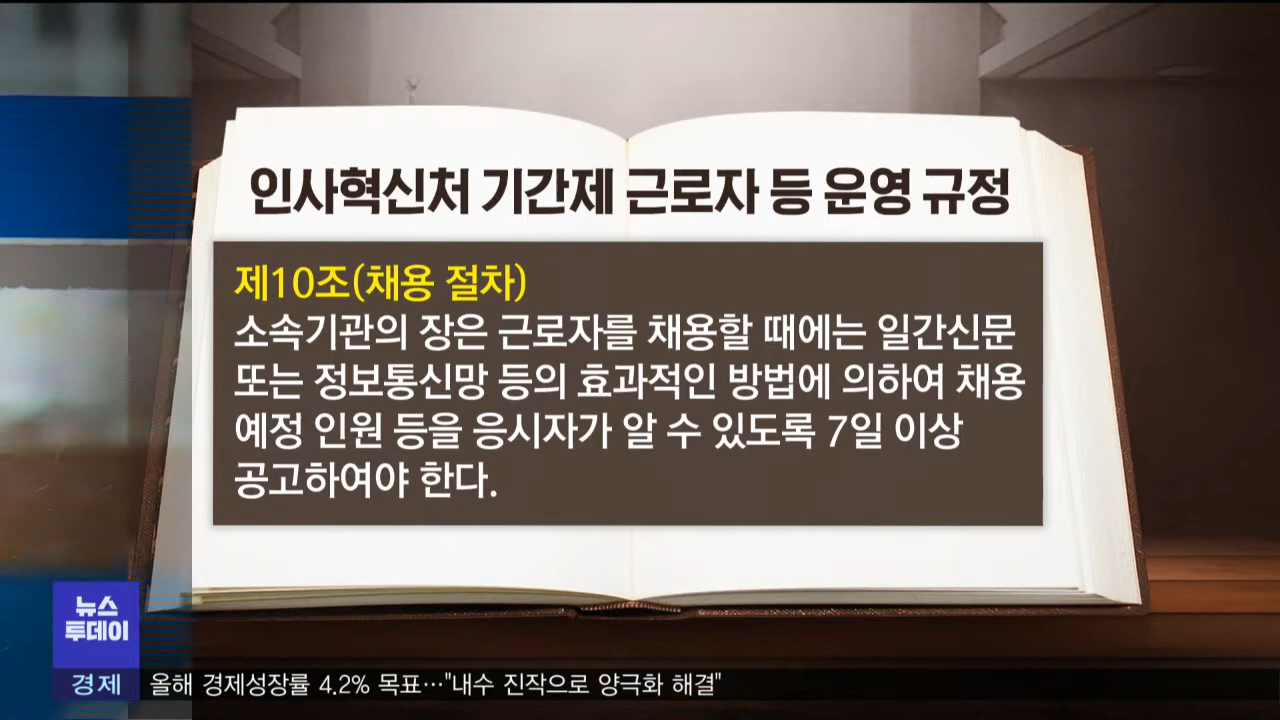 인사혁신처 기간제 근로자 등 운영 규정
제10조(채용 절차)
소속기관의 장은 근로자를 채용할 때에는 일간신문
또는 정보통신망 등의 효과적인 방법에 의하여 채용
예정 인원 등을 응시자가 알 수 있도록 7일 이상
공고하여야 한다.
뉴스
투데이
경제
올해 경제성장률 4.2% 목표…"내수 진작으로 양극화 해결"